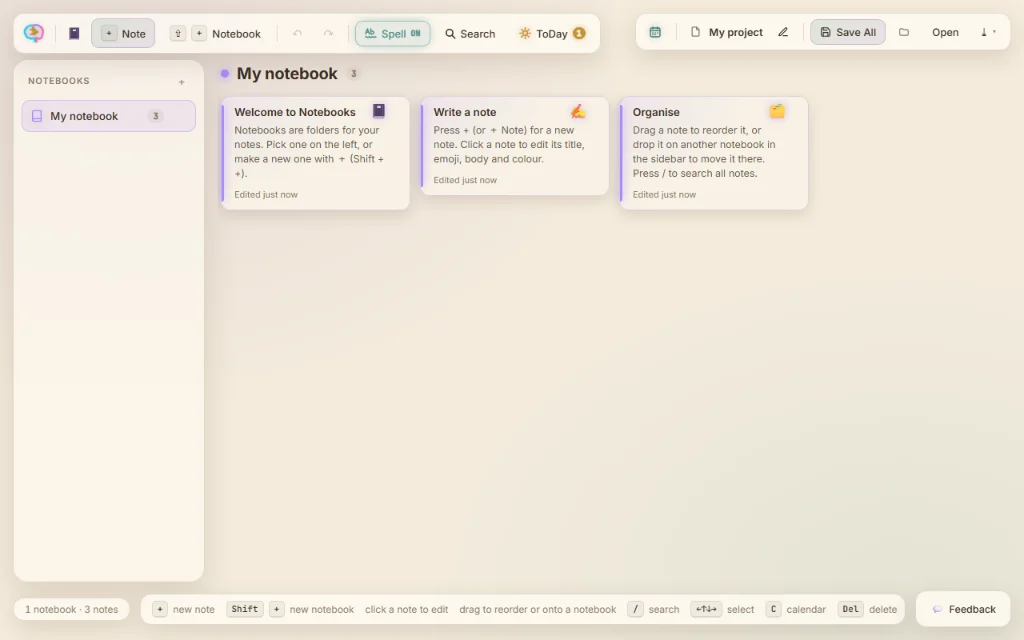 + Note
⇧ + Notebook
Ab Spell ON
Search
ToDay 1
My project
Save All
Open
NOTEBOOKS +
My notebook 3
My notebook 3
Welcome to Notebooks
Notebooks are folders for your
notes. Pick one on the left, or
make a new one with + (Shift +
+).
Edited just now
Write a note
Press + (or + Note) for a new
note. Click a note to edit its title,
emoji, body and colour.
Edited just now
Organise
Drag a note to reorder it, or
drop it on another notebook in
the sidebar to move it there.
Press / to search all notes.
Edited just now
1 notebook · 3 notes
+ new note Shift + new notebook click a note to edit drag to reorder or onto a notebook / search ←↑↓→ select C calendar Del delete
Feedback